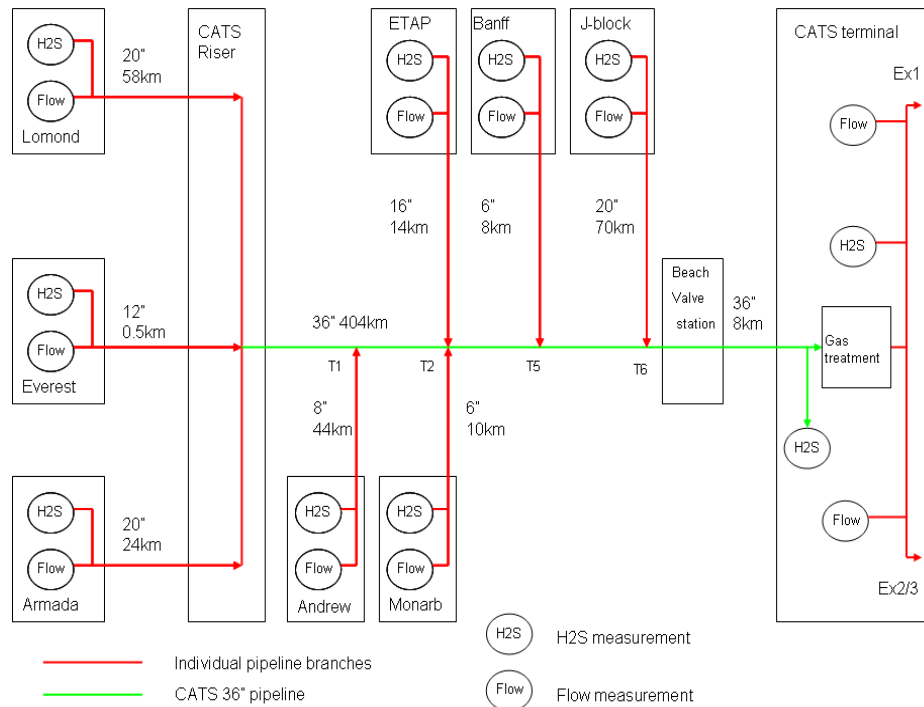 H2S
Flow
Lomond
20"
58km
CATS
Riser
ETAP
H2S
Flow
Banff
H2S
Flow
J-block
H2S
Flow
CATS terminal
Ex1
Flow
H2S
16"
14km
6"
8km
20"
70km
H2S
Flow
Everest
12"
0.5km
36" 404km
T1
T2
T5
T6
Beach
Valve
station
36"
8km
Gas
treatment
H2S
8"
44km
6"
10km
H2S
Flow
Armada
20"
24km
H2S
Flow
Andrew
H2S
Flow
Monarb
Flow
Ex2/3
H2S
H2S measurement
Flow
Flow measurement
Individual pipeline branches
CATS 36" pipeline